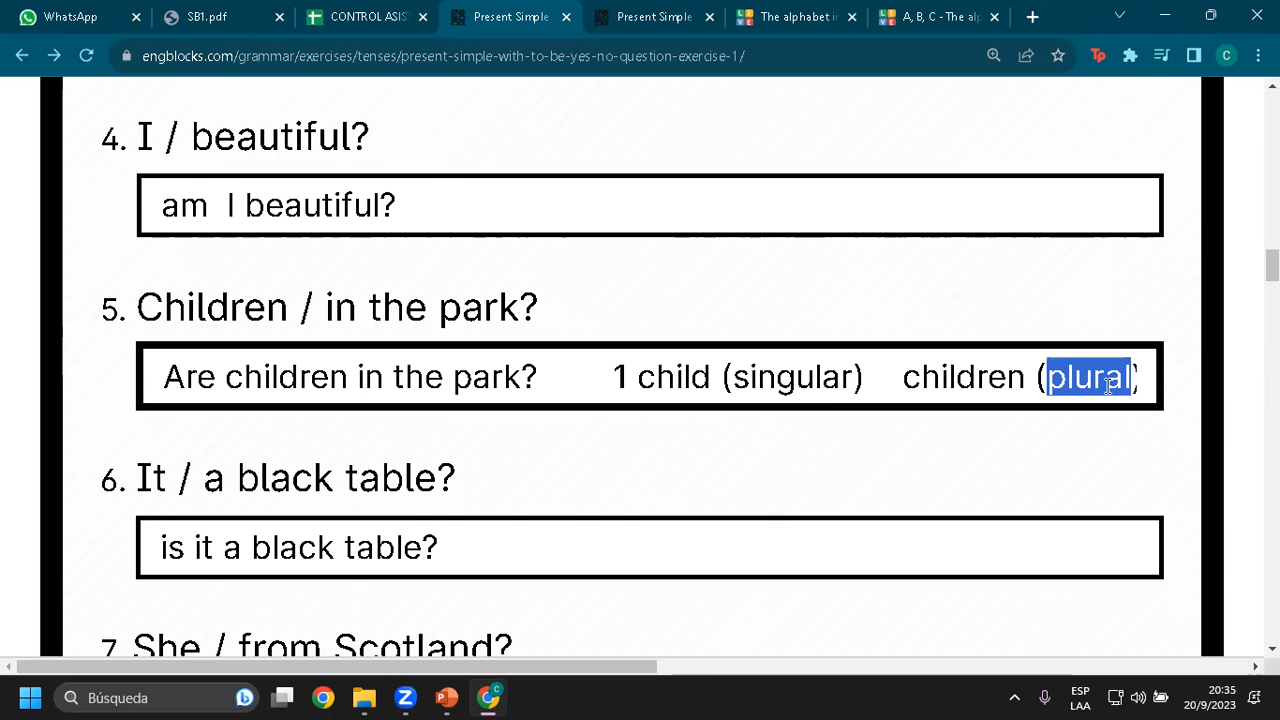 WhatsApp
SB1.pdf
CONTROL ASIS
Present Simple
Present Simple
The alphabet i
A, B, C - The al
engblocks.com/grammar/exercises/tenses/present-simple-with-to-be-yes-no-question-exercise-1/
4. I / beautiful?
am I beautiful?
5. Children / in the park?
Are children in the park? 1 child (singular) children (plural)
6. It / a black table?
is it a black table?
7 She / from Scotland?
Búsqueda
ESP
LAA
20:35
20/9/2023